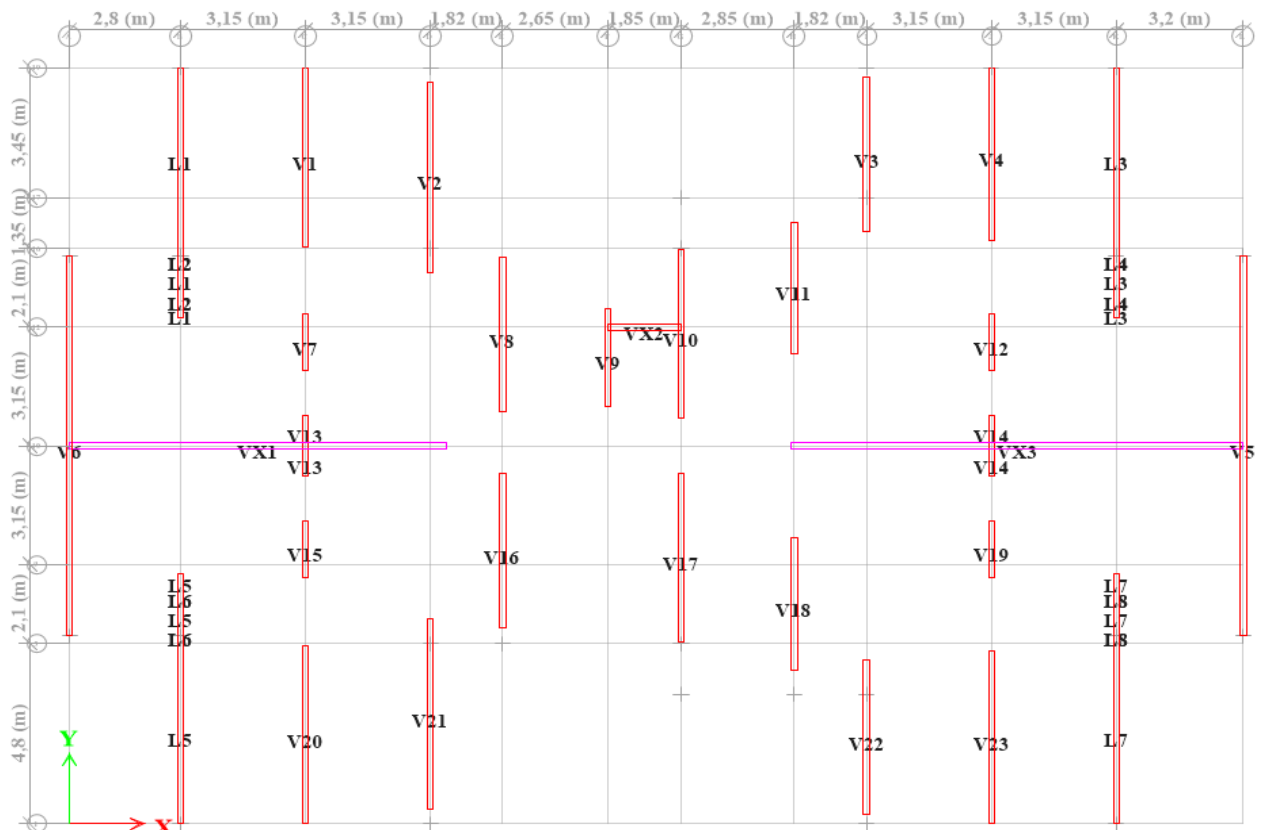 2,8 (m) 3,15 (m) 3,15 (m) 1,82 (m) 2,65 (m) 1,85 (m) 2,85 (m) 1,82 (m) 3,15 (m) 3,15 (m) 3,2 (m)
3,45 (m)
L1 V1 V3 V4 L3
V2
1,35 (m)
L2 L4
2,1 (m) L1 V11 L3
L2 L4
L1 L3
VX2
V8 V10
V7 V12
V9
3,15 (m)
V13 V14
V6 VX1 VX3 V5
V13 V14
3,15 (m)
V15 V16 V17 V19
L5 L7
L6 L8
2,1 (m) V18
L5 L7
L6 L8
4,8 (m)
V21
Y L5 V20 V22 V23 L7
X